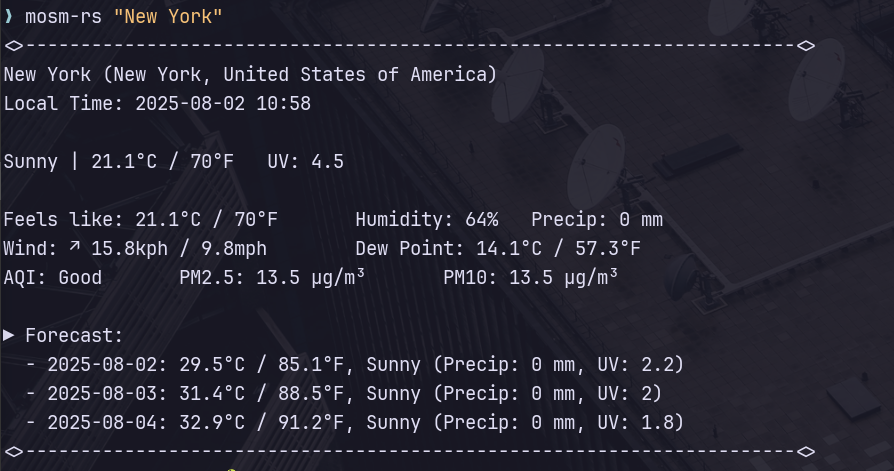 ❯ mosm-rs "New York"
<>----------------------------------------------------------------------<>
New York (New York, United States of America)
Local Time: 2025-08-02 10:58
Sunny | 21.1°C / 70°F   UV: 4.5
Feels like: 21.1°C / 70°F       Humidity: 64%   Precip: 0 mm
Wind: ↗ 15.8kph / 9.8mph        Dew Point: 14.1°C / 57.3°F
AQI: Good       PM2.5: 13.5 µg/m³       PM10: 13.5 µg/m³
▶ Forecast:
  - 2025-08-02: 29.5°C / 85.1°F, Sunny (Precip: 0 mm, UV: 2.2)
  - 2025-08-03: 31.4°C / 88.5°F, Sunny (Precip: 0 mm, UV: 2)
  - 2025-08-04: 32.9°C / 91.2°F, Sunny (Precip: 0 mm, UV: 1.8)
<>----------------------------------------------------------------------<>